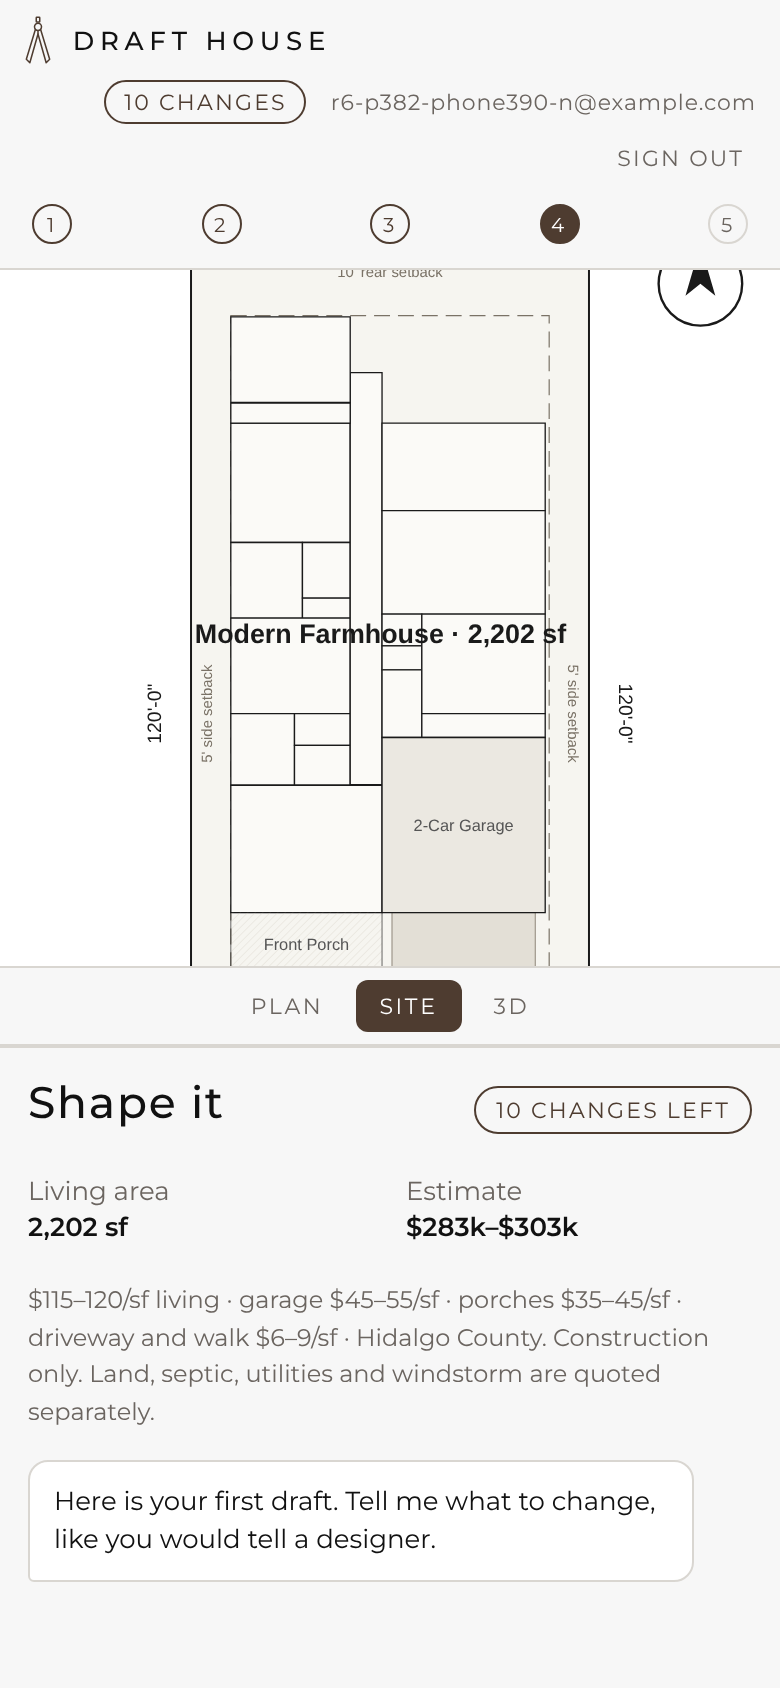 DRAFT HOUSE
10 CHANGES
r6-p382-phone390-n@example.com
SIGN OUT
1
2
3
4
5
10' rear setback
Modern Farmhouse · 2,202 sf
120'-0"
5' side setback
5' side setback
120'-0"
2-Car Garage
Front Porch
PLAN
SITE
3D
Shape it
10 CHANGES LEFT
Living area
Estimate
2,202 sf
$283k–$303k
$115–120/sf living · garage $45–55/sf · porches $35–45/sf ·
driveway and walk $6–9/sf · Hidalgo County. Construction
only. Land, septic, utilities and windstorm are quoted
separately.
Here is your first draft. Tell me what to change,
like you would tell a designer.